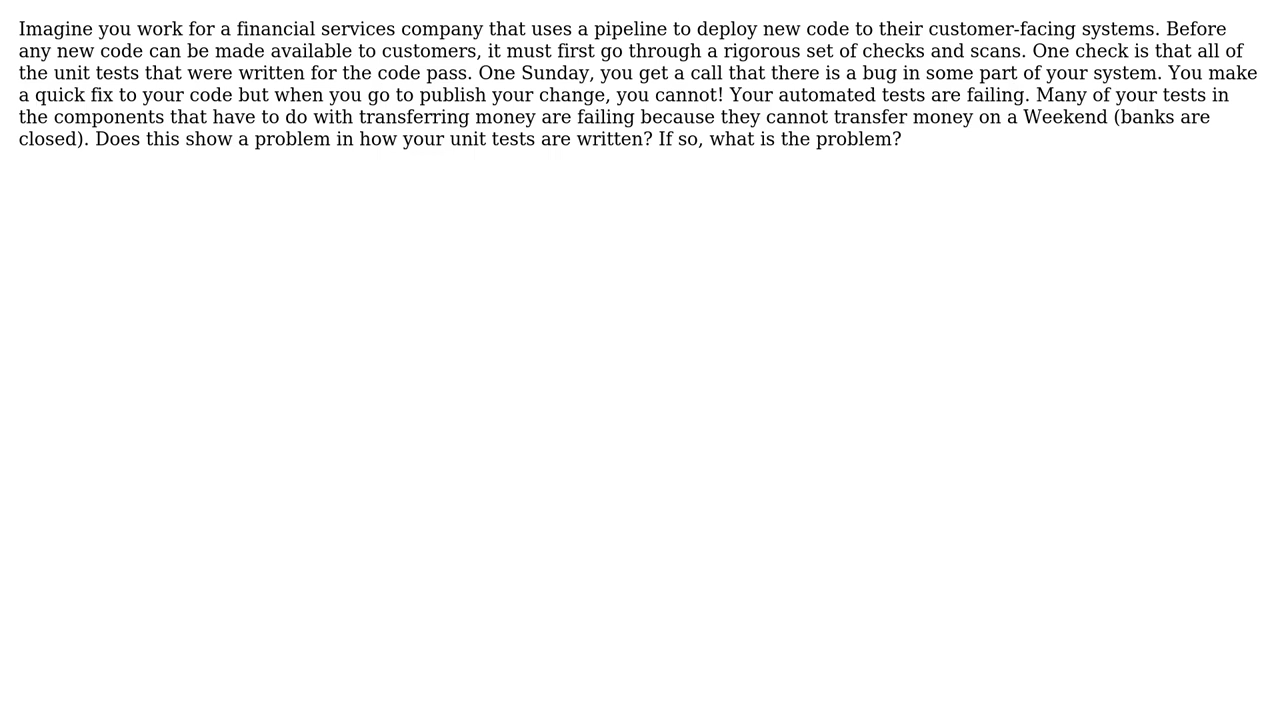 Imagine you work for a financial services company that uses a pipeline to deploy new code to their customer-facing systems. Before
any new code can be made available to customers, it must first go through a rigorous set of checks and scans. One check is that all of
the unit tests that were written for the code pass. One Sunday, you get a call that there is a bug in some part of your system. You make
a quick fix to your code but when you go to publish your change, you cannot! Your automated tests are failing. Many of your tests in
the components that have to do with transferring money are failing because they cannot transfer money on a Weekend (banks are
closed). Does this show a problem in how your unit tests are written? If so, what is the problem?